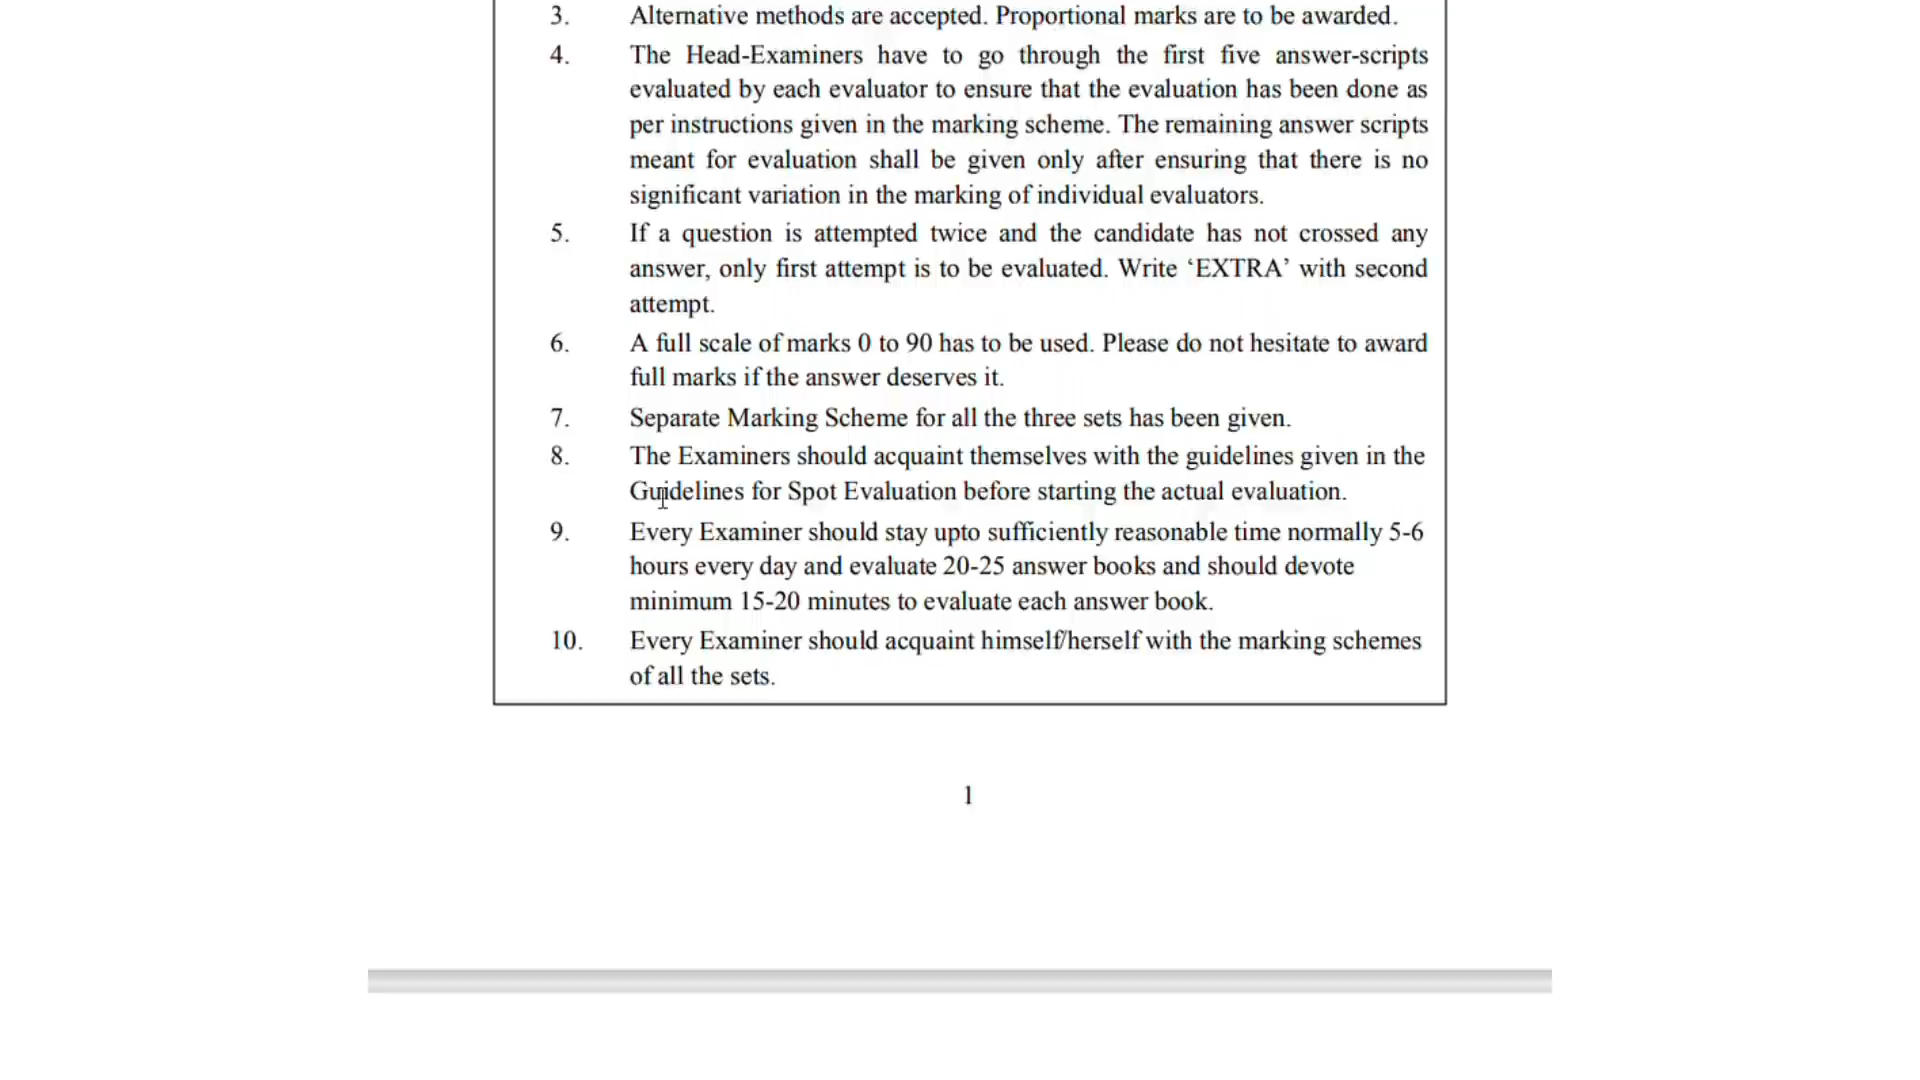 3. Alternative methods are accepted. Proportional marks are to be awarded.
4. The Head-Examiners have to go through the first five answer-scripts
evaluated by each evaluator to ensure that the evaluation has been done as
per instructions given in the marking scheme. The remaining answer scripts
meant for evaluation shall be given only after ensuring that there is no
significant variation in the marking of individual evaluators.
5. If a question is attempted twice and the candidate has not crossed any
answer, only first attempt is to be evaluated. Write ‘EXTRA’ with second
attempt.
6. A full scale of marks 0 to 90 has to be used. Please do not hesitate to award
full marks if the answer deserves it.
7. Separate Marking Scheme for all the three sets has been given.
8. The Examiners should acquaint themselves with the guidelines given in the
Guidelines for Spot Evaluation before starting the actual evaluation.
9. Every Examiner should stay upto sufficiently reasonable time normally 5-6
hours every day and evaluate 20-25 answer books and should devote
minimum 15-20 minutes to evaluate each answer book.
10. Every Examiner should acquaint himself/herself with the marking schemes
of all the sets.
1